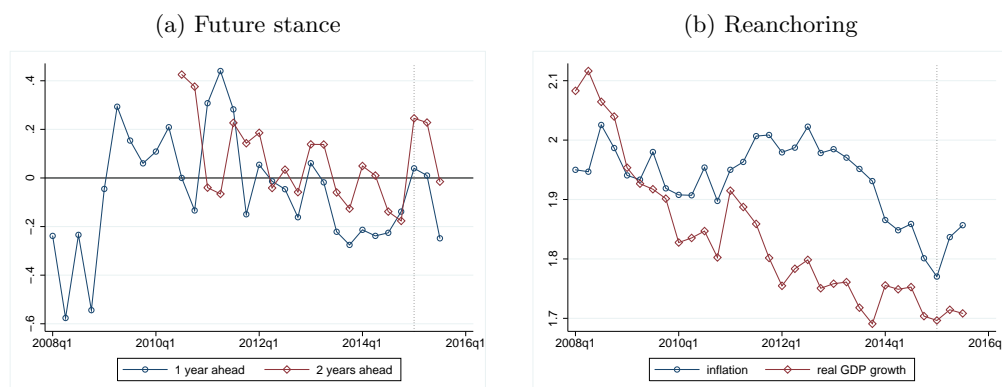 (a) Future stance
.4
.2
0
-.2
-.4
-.6
2008q1 2010q1 2012q1 2014q1 2016q1
1 year ahead 2 years ahead
(b) Reanchoring
2.1
2
1.9
1.8
1.7
2008q1 2010q1 2012q1 2014q1 2016q
inflation real GDP growth